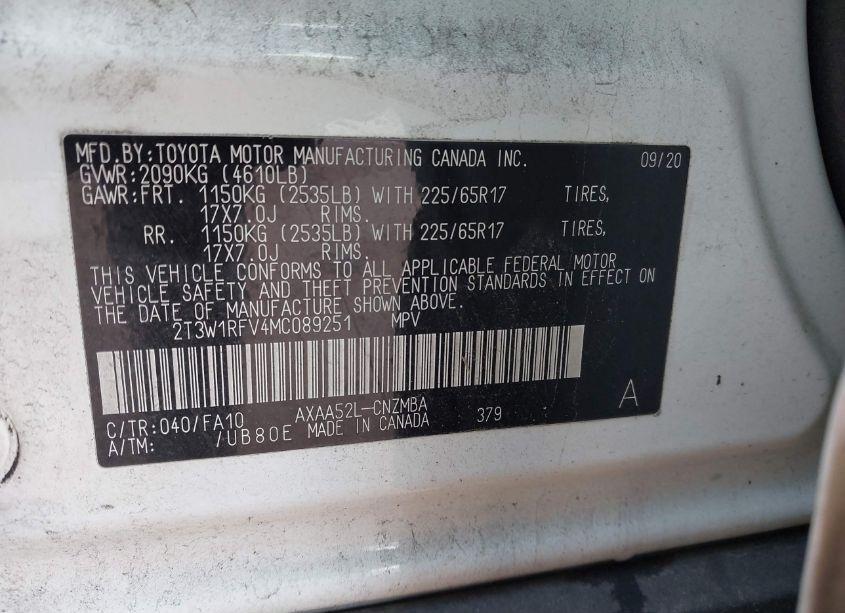 MFD.BY:TOYOTA MOTOR MANUFACTURING CANADA INC. 09/20
GVWR:2090KG (4610LB)
GAWR:FRT. 1150KG (2535LB) WITH 225/65R17 TIRES,
17X7.0J RIMS.
RR. 1150KG (2535LB) WITH 225/65R17 TIRES,
17X7.0J RIMS.
THIS VEHICLE CONFORMS TO ALL APPLICABLE FEDERAL MOTOR
VEHICLE SAFETY AND THEFT PREVENTION STANDARDS IN EFFECT ON
THE DATE OF MANUFACTURE SHOWN ABOVE.
2T3W1RFV4MC089251 MPV
C/TR:040/FA10 AXAA52L-CNZMBA 379 A
A/TM: /UB80E MADE IN CANADA